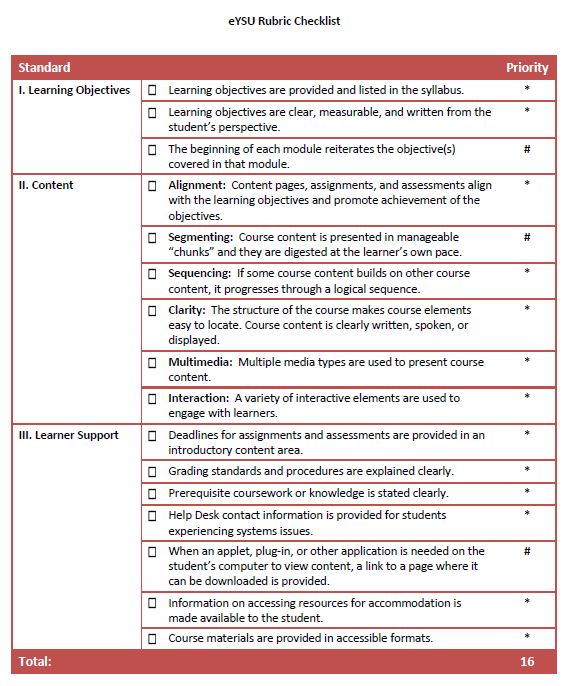 eYSU Rubric Checklist
Standard Priority
I. Learning Objectives ☐ Learning objectives are provided and listed in the syllabus. *
☐ Learning objectives are clear, measurable, and written from the *
student's perspective.
☐ The beginning of each module reiterates the objective(s) #
covered in that module.
II. Content ☐ Alignment: Content pages, assignments, and assessments align *
with the learning objectives and promote achievement of the
objectives.
☐ Segmenting: Course content is presented in manageable #
"chunks" and they are digested at the learner's own pace.
☐ Sequencing: If some course content builds on other course *
content, it progresses through a logical sequence.
☐ Clarity: The structure of the course makes course elements *
easy to locate. Course content is clearly written, spoken, or
displayed.
☐ Multimedia: Multiple media types are used to present course *
content.
☐ Interaction: A variety of interactive elements are used to *
engage with learners.
III. Learner Support ☐ Deadlines for assignments and assessments are provided in an *
introductory content area.
☐ Grading standards and procedures are explained clearly. *
☐ Prerequisite coursework or knowledge is stated clearly. *
☐ Help Desk contact information is provided for students *
experiencing systems issues.
☐ When an applet, plug-in, or other application is needed on the #
student's computer to view content, a link to a page where it
can be downloaded is provided.
☐ Information on accessing resources for accommodation is *
made available to the student.
☐ Course materials are provided in accessible formats. *
Total: 16